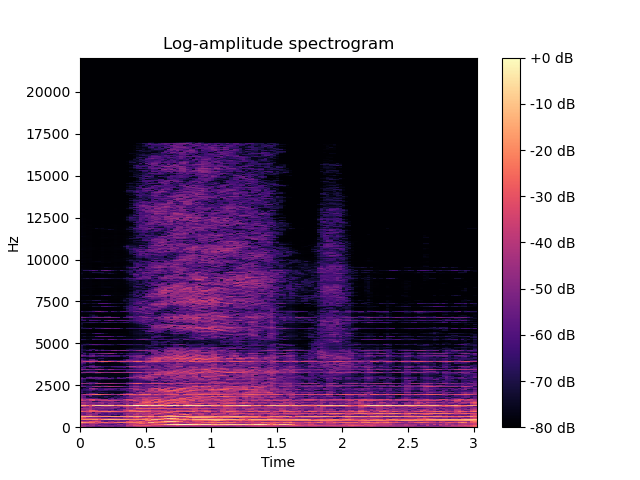 Log-amplitude spectrogram
Hz
20000
17500
15000
12500
10000
7500
5000
2500
0
0 0.5 1 1.5 2 2.5 3
Time
+0 dB
-10 dB
-20 dB
-30 dB
-40 dB
-50 dB
-60 dB
-70 dB
-80 dB